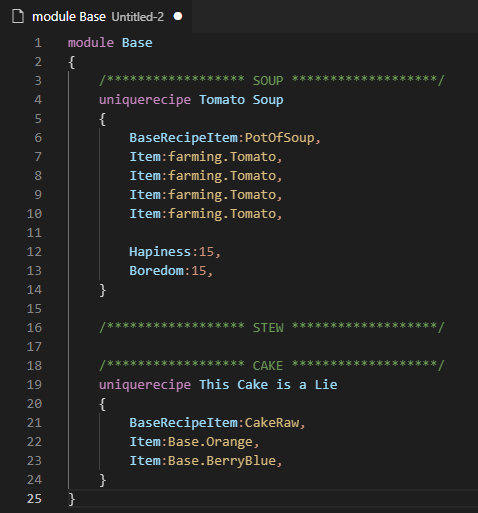 module Base Untitled-2
1 module Base
2 {
3 /****************** SOUP *******************/
4 uniquerecipe Tomato Soup
5 {
6 BaseRecipeItem:PotOfSoup,
7 Item:farming.Tomato,
8 Item:farming.Tomato,
9 Item:farming.Tomato,
10 Item:farming.Tomato,
11
12 Hapiness:15,
13 Boredom:15,
14 }
15
16 /****************** STEW *******************/
17
18 /****************** CAKE *******************/
19 uniquerecipe This Cake is a Lie
20 {
21 BaseRecipeItem:CakeRaw,
22 Item:Base.Orange,
23 Item:Base.BerryBlue,
24 }
25 }